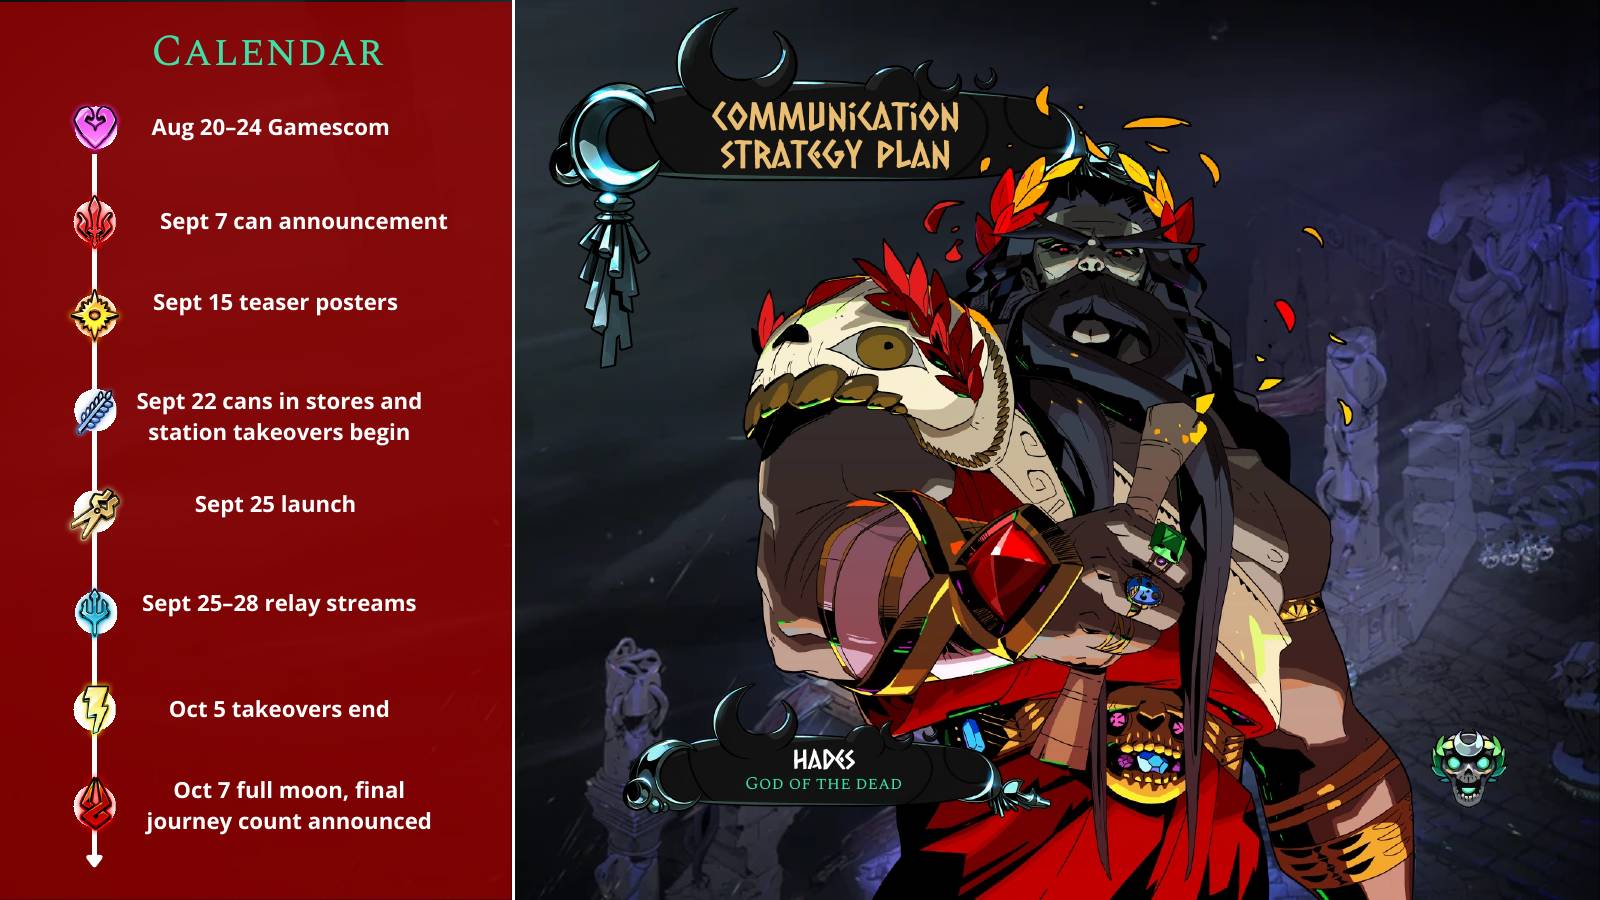 CALENDAR
Aug 20–24 Gamescom
Sept 7 can announcement
Sept 15 teaser posters
Sept 22 cans in stores and
station takeovers begin
Sept 25 launch
Sept 25–28 relay streams
Oct 5 takeovers end
Oct 7 full moon, final
journey count announced
COMMUNiCATiON
STRATEGY PLAN
HADES
GOD OF THE DEAD